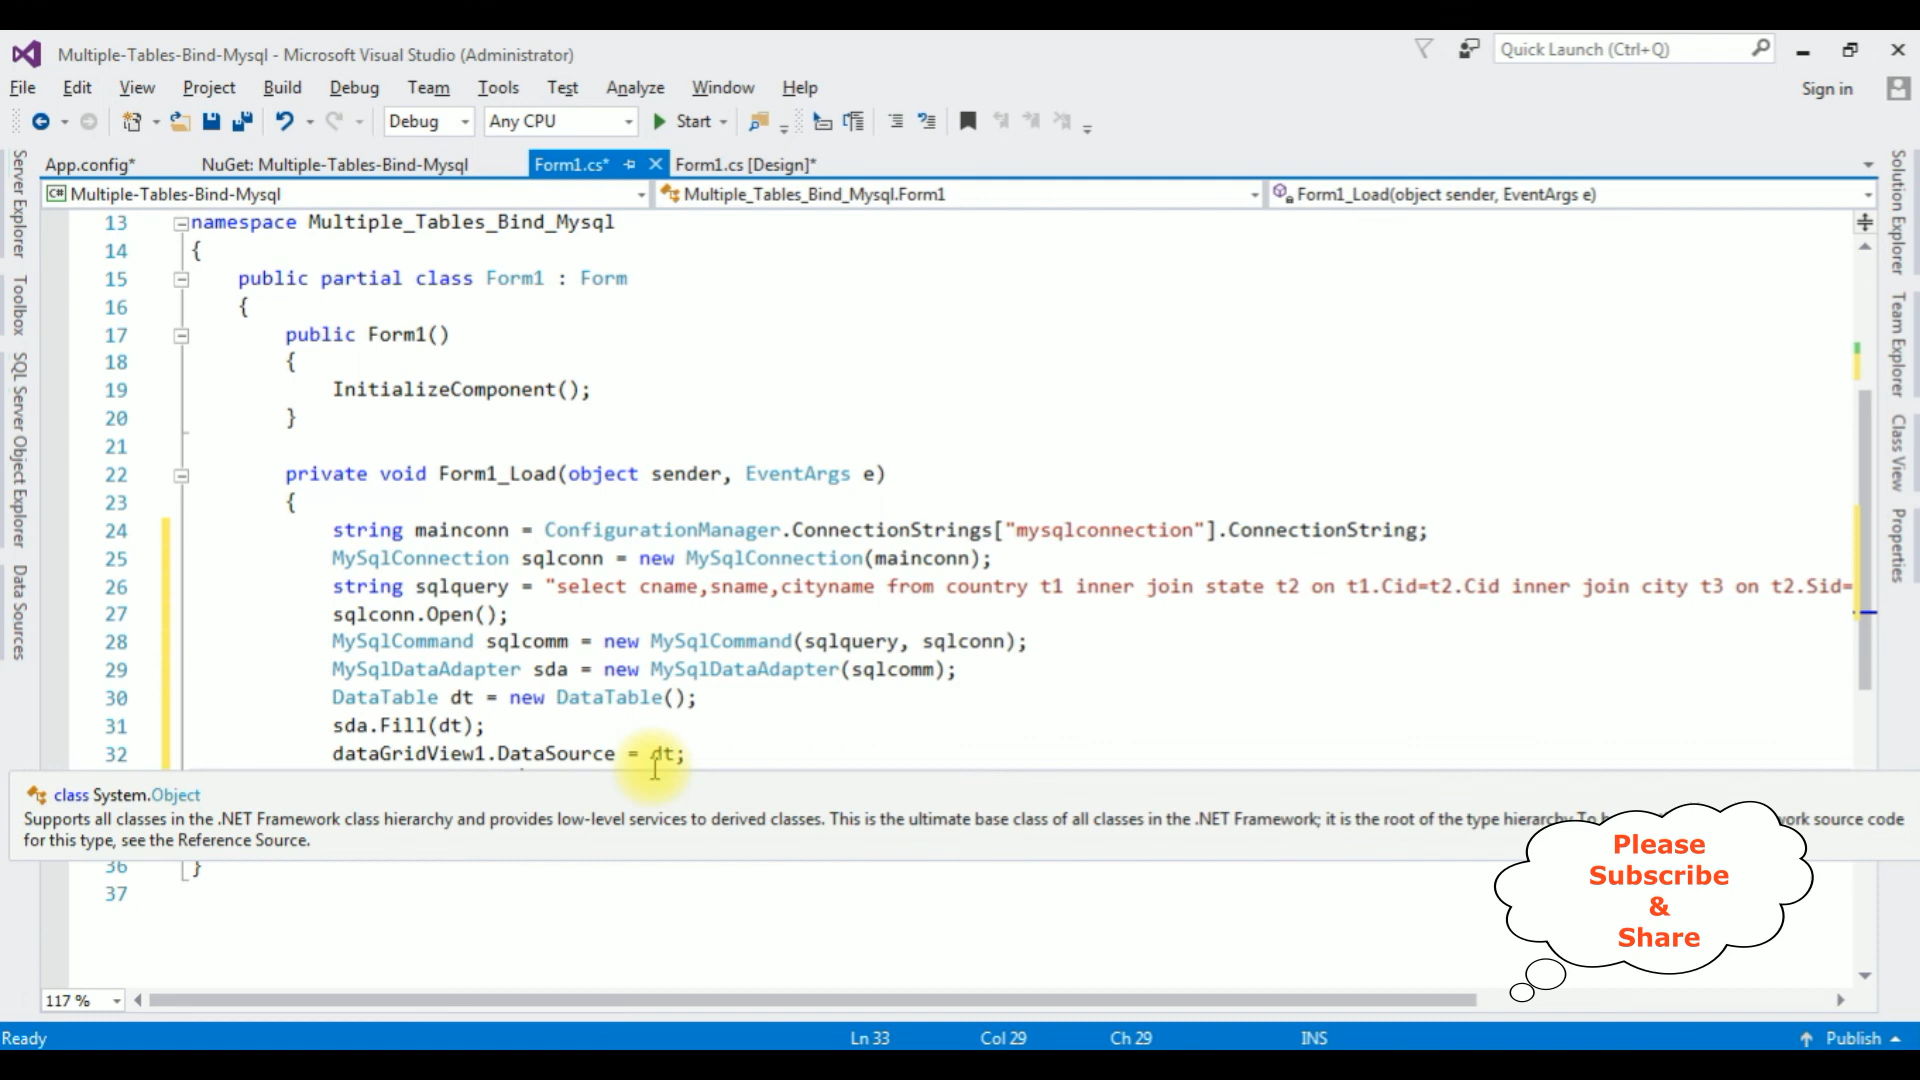 Multiple-Tables-Bind-Mysql - Microsoft Visual Studio (Administrator)
Quick Launch (Ctrl+Q)
File Edit View Project Build Debug Team Tools Test Analyze Window Help
Sign in
Debug Any CPU Start
App.config* NuGet: Multiple-Tables-Bind-Mysql Form1.cs* Form1.cs [Design]*
C# Multiple-Tables-Bind-Mysql Multiple_Tables_Bind_Mysql.Form1 Form1_Load(object sender, EventArgs e)
Server Explorer
Toolbox
SQL Server Object Explorer
Data Sources
13 namespace Multiple_Tables_Bind_Mysql
14 {
15 public partial class Form1 : Form
16 {
17 public Form1()
18 {
19 InitializeComponent();
20 }
21
22 private void Form1_Load(object sender, EventArgs e)
23 {
24 string mainconn = ConfigurationManager.ConnectionStrings["mysqlconnection"].ConnectionString;
25 MySqlConnection sqlconn = new MySqlConnection(mainconn);
26 string sqlquery = "select cname,sname,cityname from country t1 inner join state t2 on t1.Cid=t2.Cid inner join city t3 on t2.Sid=
27 sqlconn.Open();
28 MySqlCommand sqlcomm = new MySqlCommand(sqlquery, sqlconn);
29 MySqlDataAdapter sda = new MySqlDataAdapter(sqlcomm);
30 DataTable dt = new DataTable();
31 sda.Fill(dt);
32 dataGridView1.DataSource = dt;
class System.Object
Supports all classes in the .NET Framework class hierarchy and provides low-level services to derived classes. This is the ultimate base class of all classes in the .NET Framework; it is the root of the type hierarchy.To source code
for this type, see the Reference Source.
36 }
37
Solution Explorer
Team Explorer
Class View
Properties
Please
Subscribe
&
Share
117 %
Ready Ln 33 Col 29 Ch 29 INS Publish